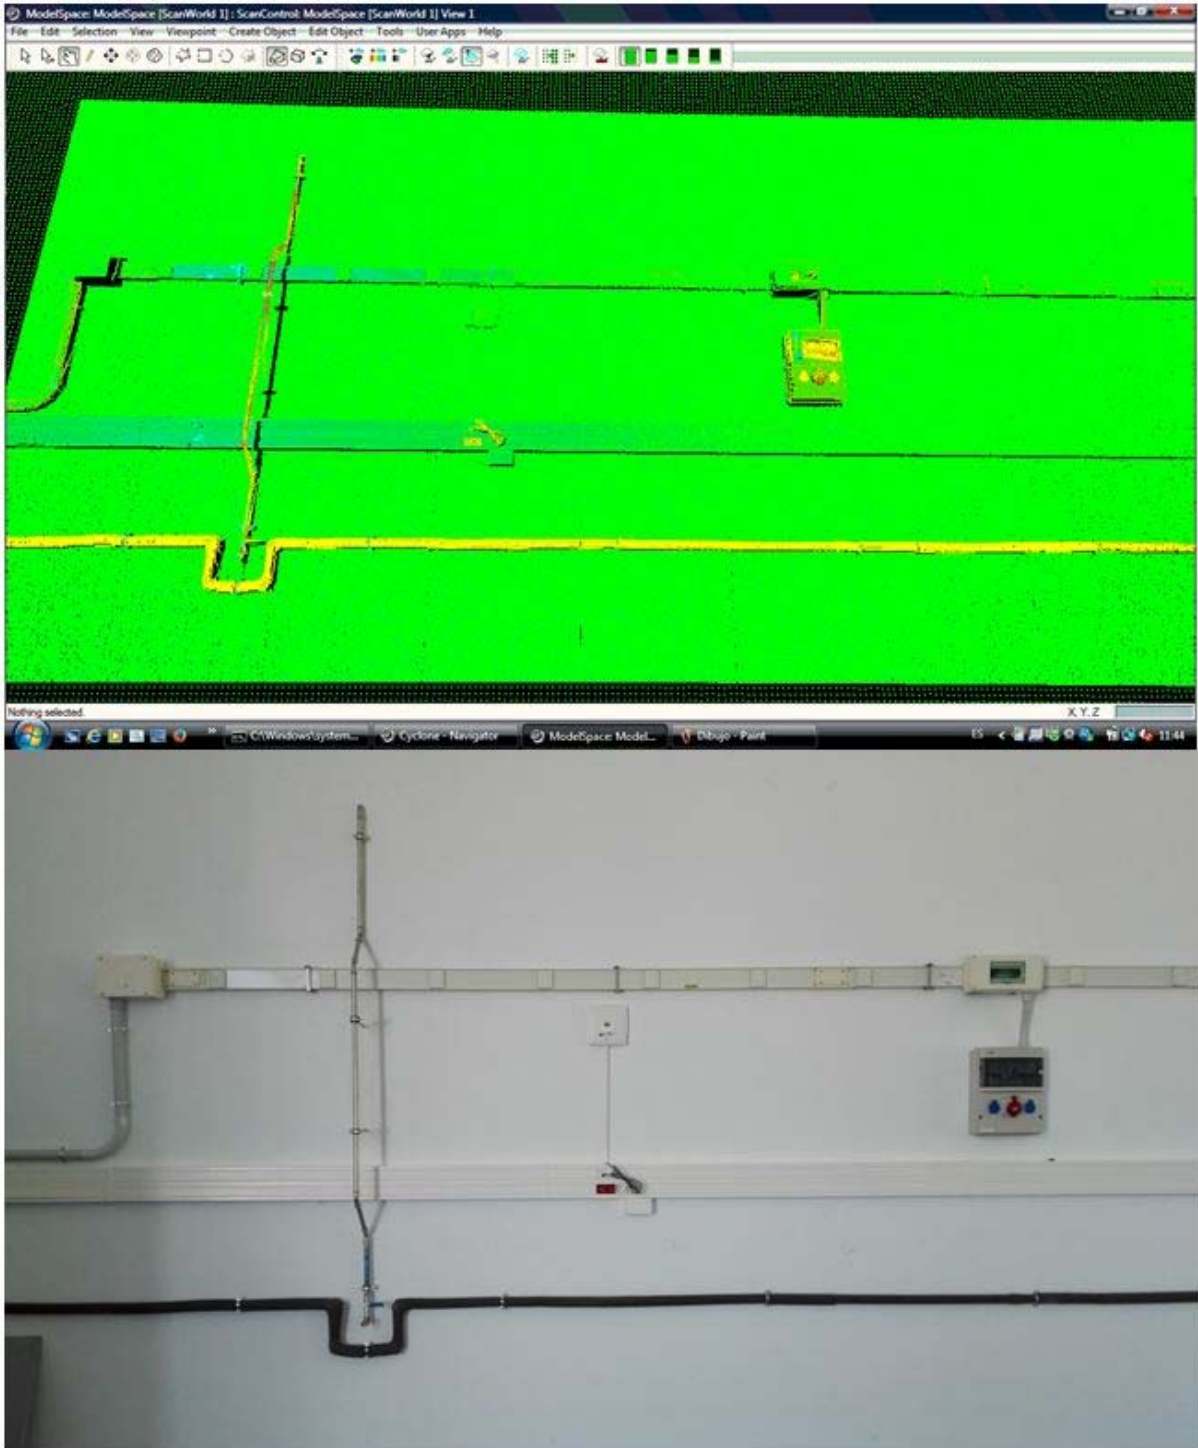 ModelSpace: ModelSpace [ScanWorld 1] : ScanControl: ModelSpace [ScanWorld 1] View 1
File Edit Selection View Viewpoint Create Object Edit Object Tools User Apps Help
Nothing selected.
X, Y, Z
C:\Windows\system... Cyclone - Navigator ModelSpace: Model... Dibujo - Paint ES 11:44